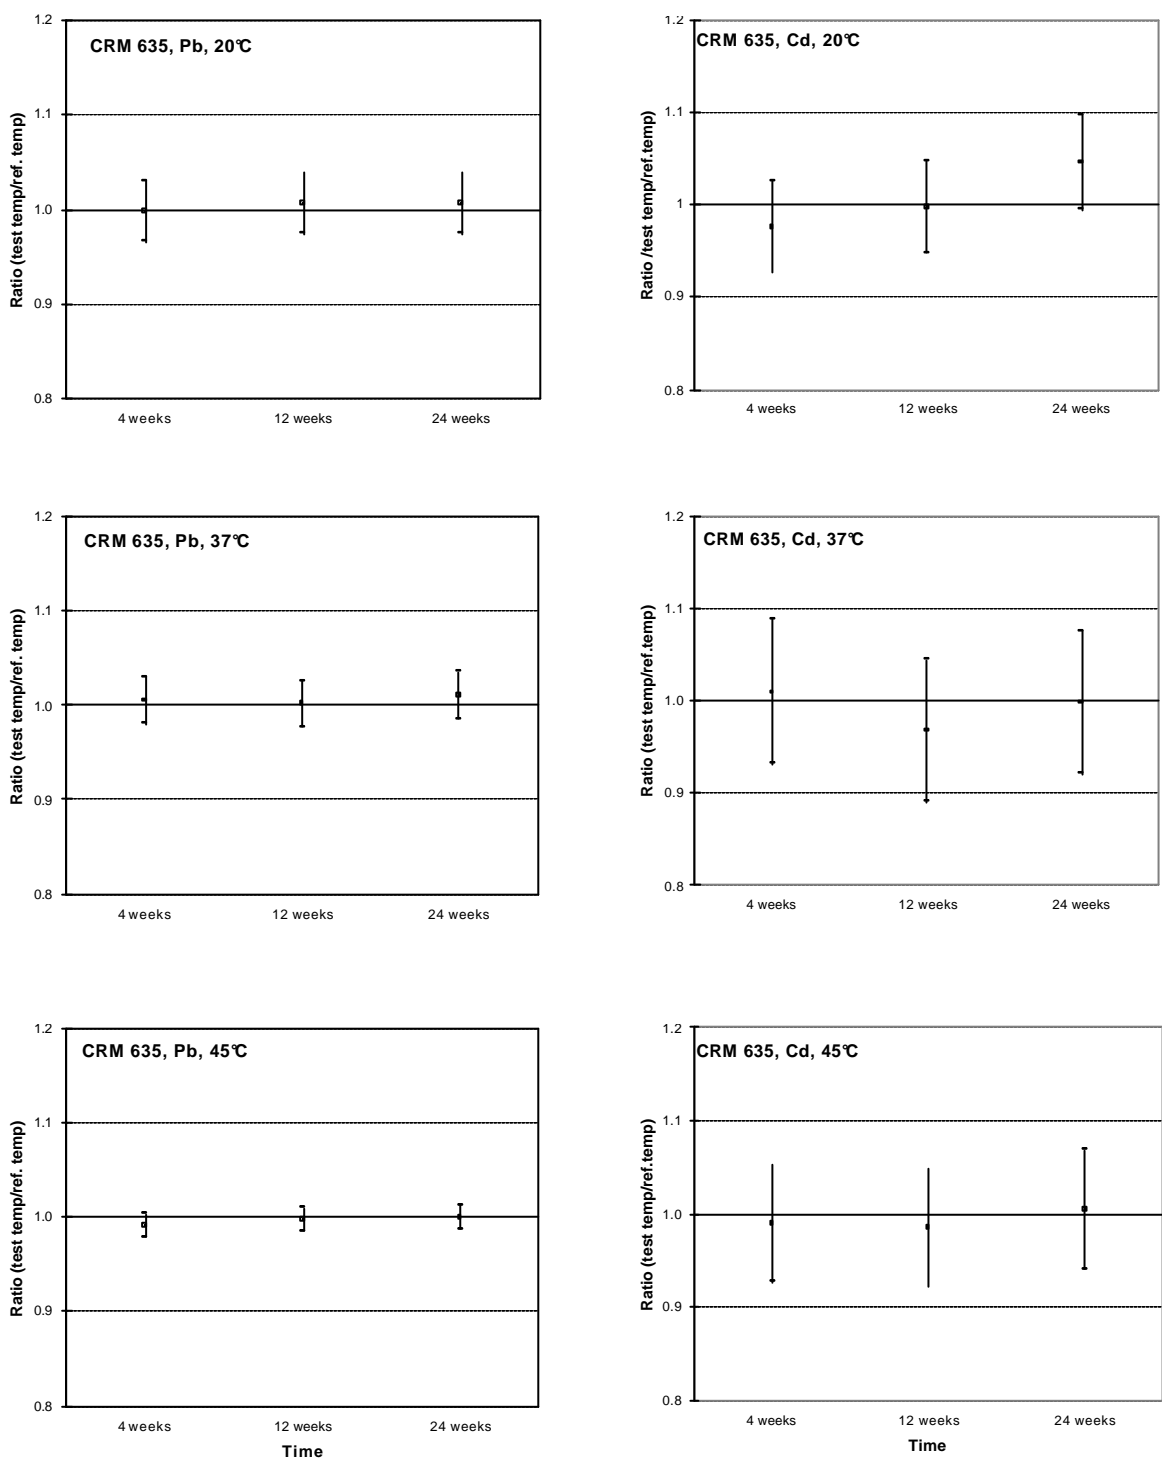 CRM 635, Pb, 20°C
Ratio (test temp/ref. temp)
1.2
1.1
1.0
0.9
0.8
4 weeks
12 weeks
24 weeks
CRM 635, Cd, 20°C
Ratio /test temp/ref.temp)
1.2
1.1
1
0.9
0.8
4 weeks
12 weeks
24 weeks
CRM 635, Pb, 37°C
Ratio (test temp/ref. temp)
1.2
1.1
1.0
0.9
0.8
4 weeks
12 weeks
24 weeks
CRM 635, Cd, 37°C
Ratio (test temp/ref.temp)
1.2
1.1
1.0
0.9
0.8
4 weeks
12 weeks
24 weeks
CRM 635, Pb, 45°C
Ratio (test temp/ref. temp)
1.2
1.1
1.0
0.9
0.8
4 weeks
12 weeks
24 weeks
Time
CRM 635, Cd, 45°C
Ratio (test temp/ref.temp)
1.2
1.1
1.0
0.9
0.8
4 weeks
12 weeks
24 weeks
Time